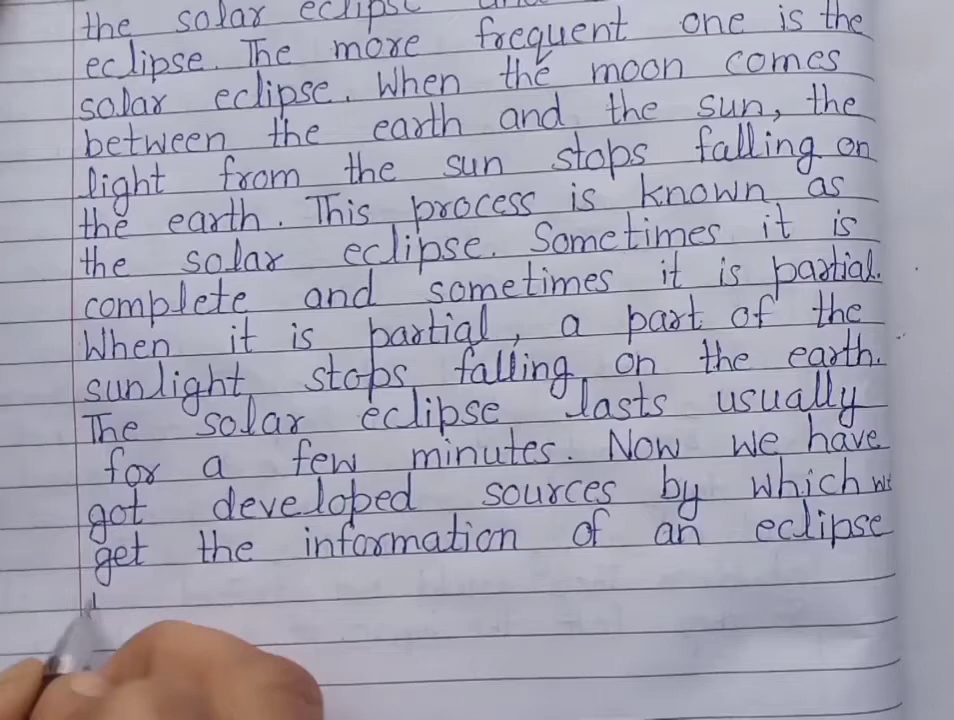 the solar eclipse
eclipse. The more frequent one is the
solar eclipse. When the moon comes
between the earth and the sun, the
light from the sun stops falling on
the earth. This process is known as
the solar eclipse. Sometimes it is
complete and sometimes it is partial.
When it is partial, a part of the
sunlight stops falling on the earth.
The solar eclipse lasts usually
for a few minutes. Now we have
got developed sources by which we
get the information of an eclipse